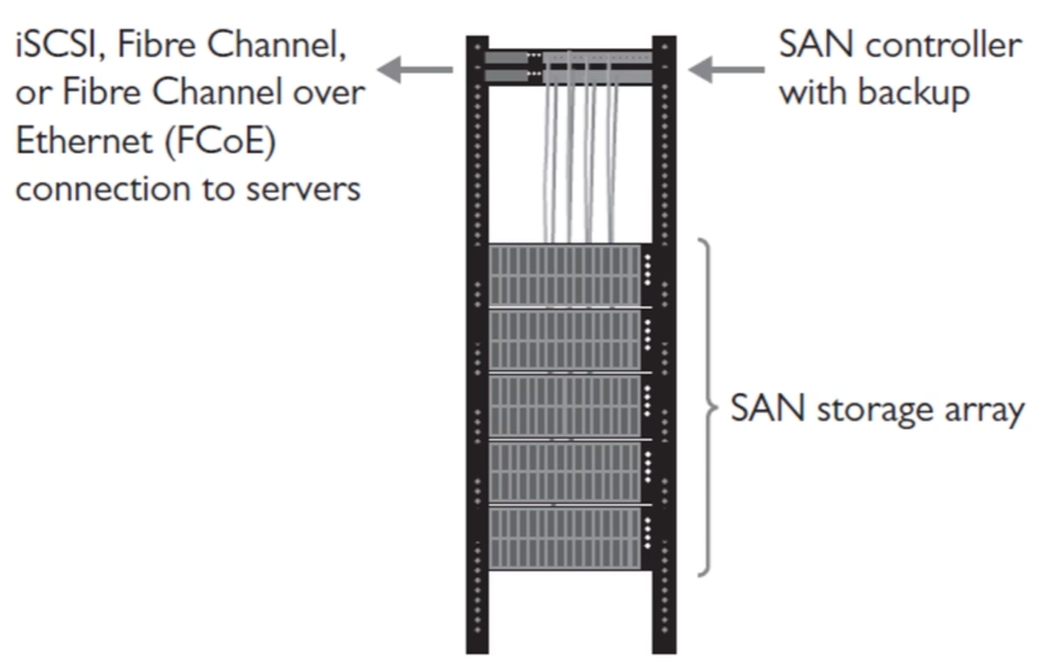 iSCSI, Fibre Channel,
or Fibre Channel over
Ethernet (FCoE)
connection to servers
SAN controller
with backup
SAN storage array